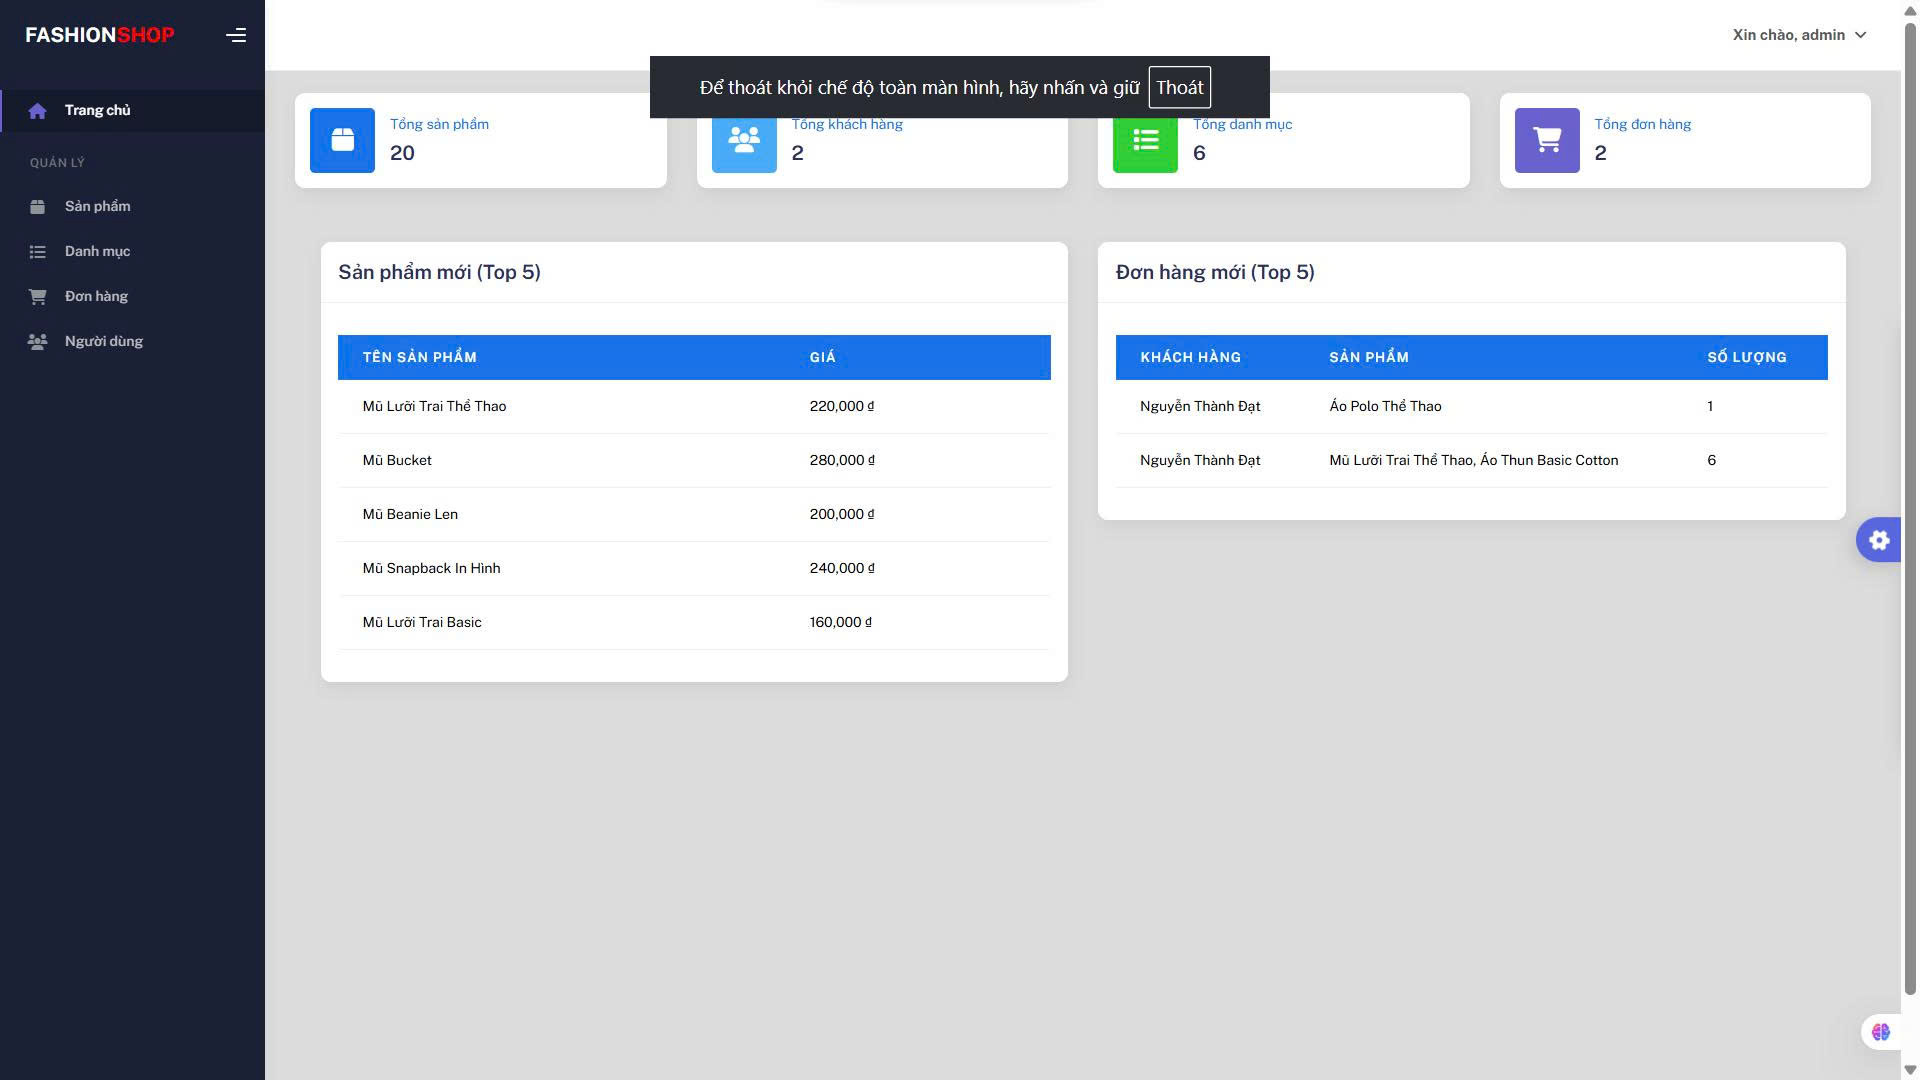 FASHIONSHOP
Xin chào, admin
Để thoát khỏi chế độ toàn màn hình, hãy nhấn và giữ Thoát
Trang chủ
QUẢN LÝ
Sản phẩm
Danh mục
Đơn hàng
Người dùng
Tổng sản phẩm
20
Tổng khách hàng
2
Tổng danh mục
6
Tổng đơn hàng
2
Sản phẩm mới (Top 5)
TÊN SẢN PHẨM GIÁ
Mũ Lưỡi Trai Thể Thao 220,000 ₫
Mũ Bucket 280,000 ₫
Mũ Beanie Len 200,000 ₫
Mũ Snapback In Hình 240,000 ₫
Mũ Lưỡi Trai Basic 160,000 ₫
Đơn hàng mới (Top 5)
KHÁCH HÀNG SẢN PHẨM SỐ LƯỢNG
Nguyễn Thành Đạt Áo Polo Thể Thao 1
Nguyễn Thành Đạt Mũ Lưỡi Trai Thể Thao, Áo Thun Basic Cotton 6